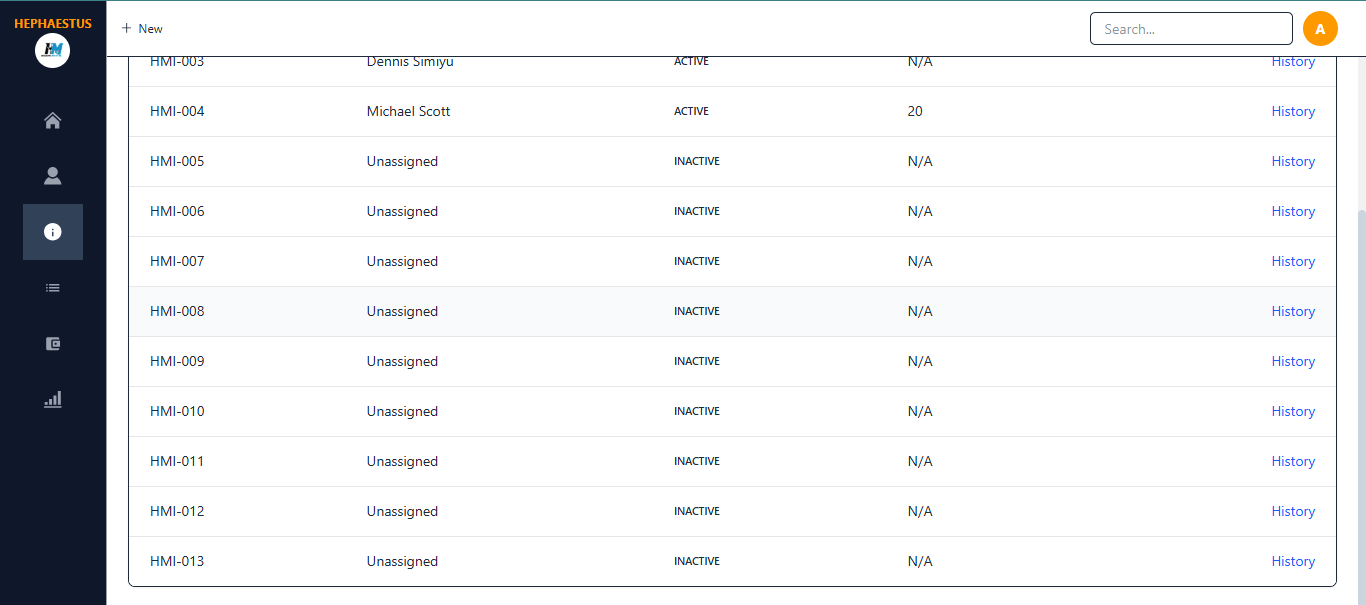 HEPHAESTUS
HM
+ New
Search...
A
HMI-003 Dennis Simiyu ACTIVE N/A History
HMI-004 Michael Scott ACTIVE 20 History
HMI-005 Unassigned INACTIVE N/A History
HMI-006 Unassigned INACTIVE N/A History
HMI-007 Unassigned INACTIVE N/A History
HMI-008 Unassigned INACTIVE N/A History
HMI-009 Unassigned INACTIVE N/A History
HMI-010 Unassigned INACTIVE N/A History
HMI-011 Unassigned INACTIVE N/A History
HMI-012 Unassigned INACTIVE N/A History
HMI-013 Unassigned INACTIVE N/A History